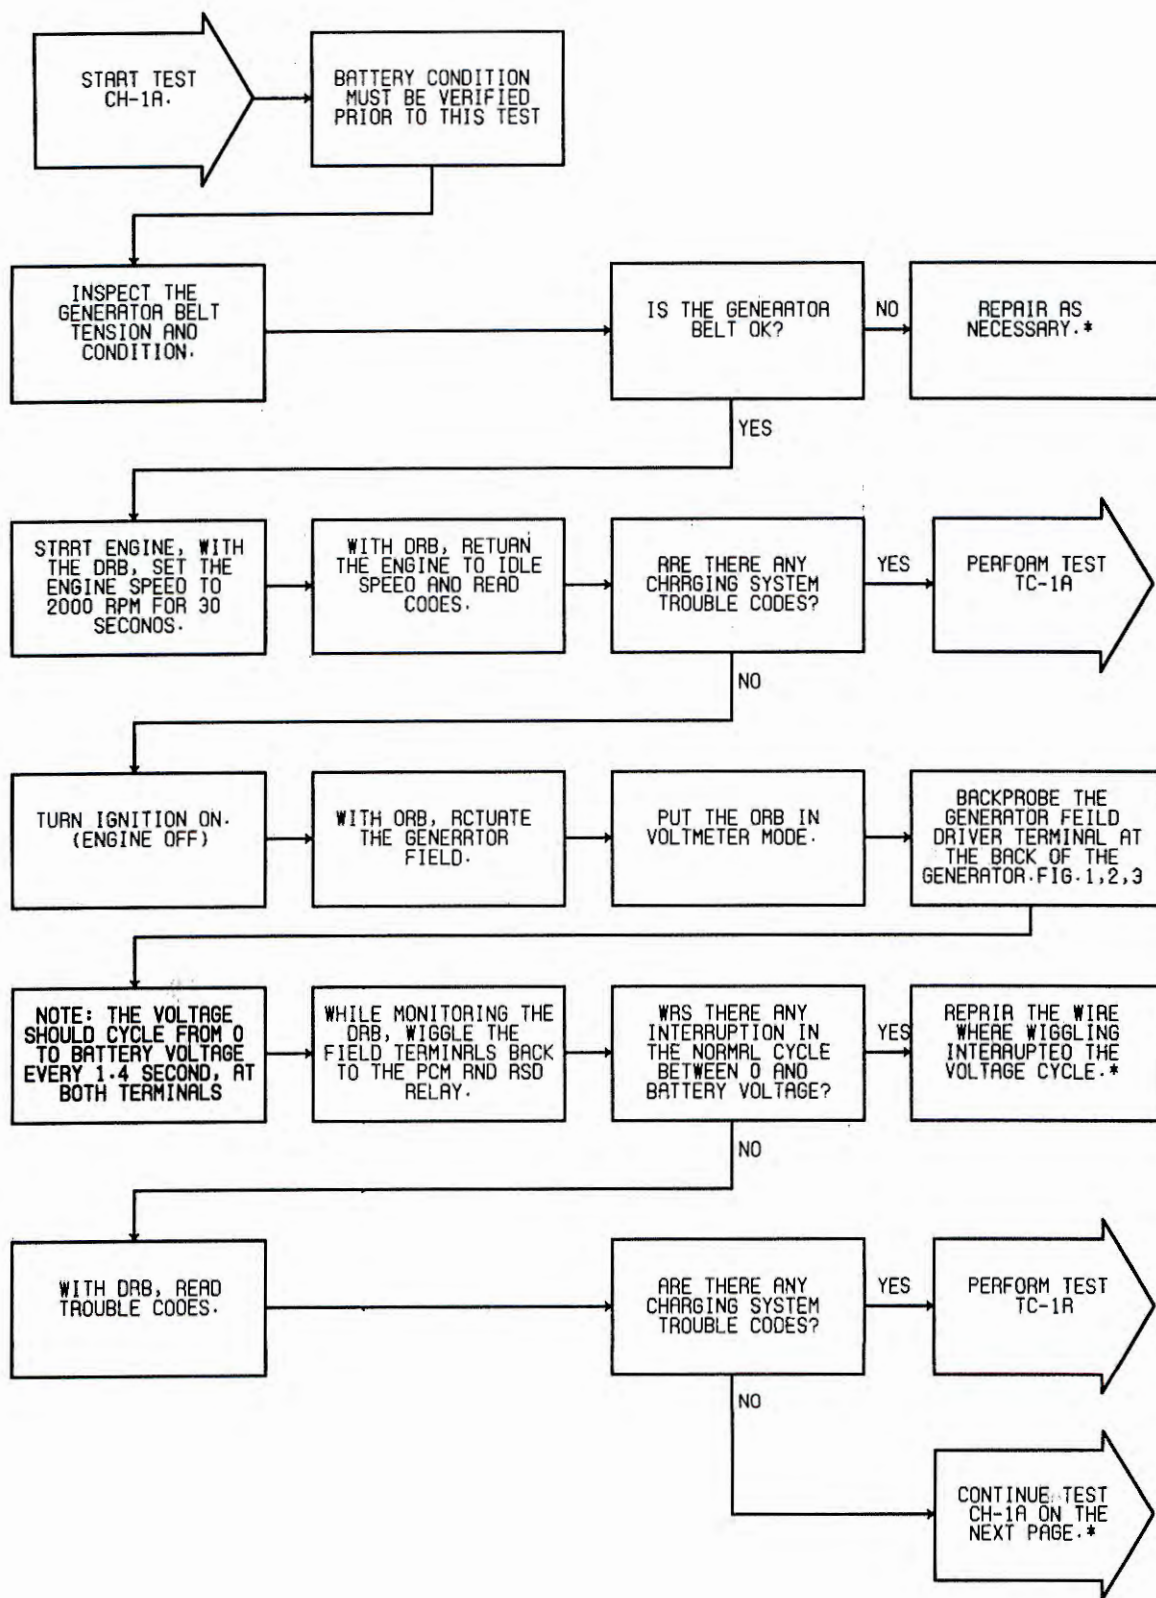 START TEST
CH-1A.
BATTERY CONDITION
MUST BE VERIFIED
PRIOR TO THIS TEST
INSPECT THE
GENERATOR BELT
TENSION AND
CONDITION.
IS THE GENERATOR
BELT OK?
NO
REPAIR AS
NECESSARY.*
YES
START ENGINE, WITH
THE DRB, SET THE
ENGINE SPEED TO
2000 RPM FOR 30
SECONDS.
WITH DRB, RETURN
THE ENGINE TO IDLE
SPEED AND READ
CODES.
ARE THERE ANY
CHARGING SYSTEM
TROUBLE CODES?
YES
PERFORM TEST
TC-1A
NO
TURN IGNITION ON.
(ENGINE OFF)
WITH DRB, ACTUATE
THE GENERATOR
FIELD.
PUT THE DRB IN
VOLTMETER MODE.
BACKPROBE THE
GENERATOR FEILD
DRIVER TERMINAL AT
THE BACK OF THE
GENERATOR.FIG.1,2,3
NOTE: THE VOLTAGE
SHOULD CYCLE FROM 0
TO BATTERY VOLTAGE
EVERY 1.4 SECOND, AT
BOTH TERMINALS
WHILE MONITORING THE
DRB, WIGGLE THE
FIELD TERMINALS BACK
TO THE PCM AND ASD
RELAY.
WAS THERE ANY
INTERRUPTION IN
THE NORMAL CYCLE
BETWEEN 0 AND
BATTERY VOLTAGE?
YES
REPAIR THE WIRE
WHERE WIGGLING
INTERRUPTED THE
VOLTAGE CYCLE.*
NO
WITH DRB, READ
TROUBLE CODES.
ARE THERE ANY
CHARGING SYSTEM
TROUBLE CODES?
YES
PERFORM TEST
TC-1A
NO
CONTINUE TEST
CH-1A ON THE
NEXT PAGE.*